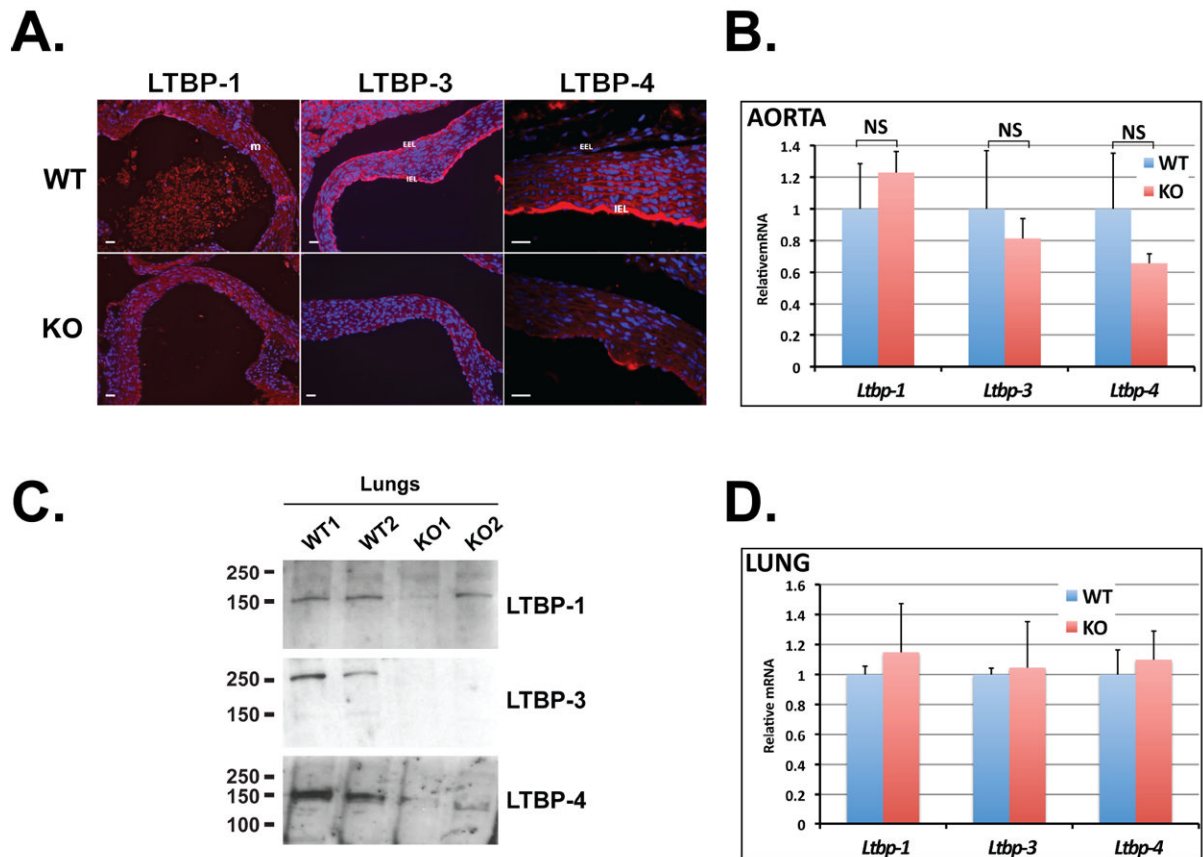 A.
LTBP-1 LTBP-3 LTBP-4
WT
m
EEL
IEL
EEL
IEL
KO
B.
AORTA
NS NS NS
WT
KO
RelativemRNA
1.4
1.2
1
0.8
0.6
0.4
0.2
0
Ltbp-1 Ltbp-3 Ltbp-4
C.
Lungs
WT1 WT2 KO1 KO2
250
150
LTBP-1
250
150
LTBP-3
250
150
100
LTBP-4
D.
LUNG
WT
KO
Relative mRNA
1.6
1.4
1.2
1
0.8
0.6
0.4
0.2
0
Ltbp-1 Ltbp-3 Ltbp-4